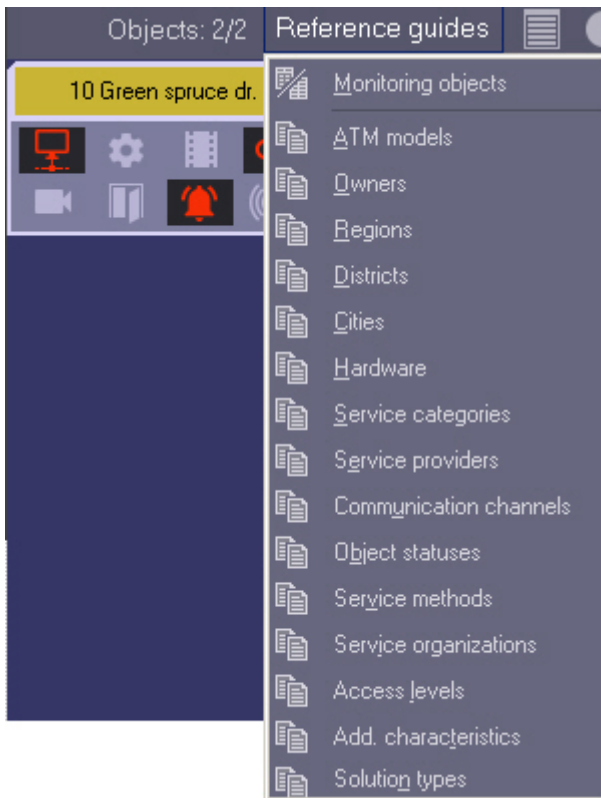 Objects: 2/2 Reference guides
10 Green spruce dr.
Monitoring objects
ATM models
Owners
Regions
Districts
Cities
Hardware
Service categories
Service providers
Communication channels
Object statuses
Service methods
Service organizations
Access levels
Add. characteristics
Solution types